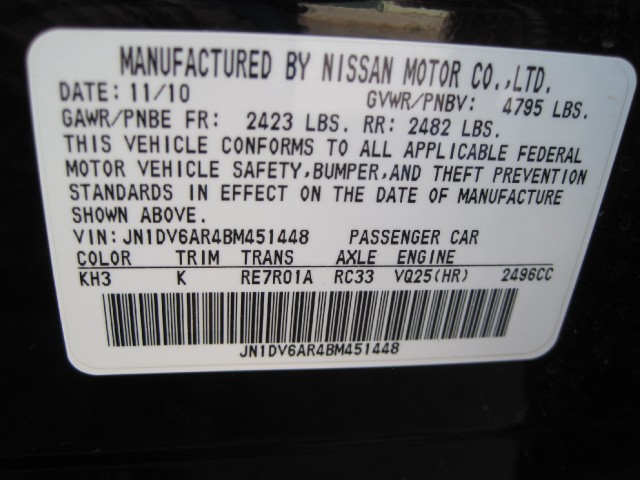 MANUFACTURED BY NISSAN MOTOR CO.,LTD.
DATE: 11/10 GVWR/PNBV: 4795 LBS.
GAWR/PNBE FR: 2423 LBS. RR: 2482 LBS.
THIS VEHICLE CONFORMS TO ALL APPLICABLE FEDERAL
MOTOR VEHICLE SAFETY,BUMPER,AND THEFT PREVENTION
STANDARDS IN EFFECT ON THE DATE OF MANUFACTURE
SHOWN ABOVE.
VIN: JN1DV6AR4BM451448 PASSENGER CAR
COLOR TRIM TRANS AXLE ENGINE
KH3 K RE7R01A RC33 VQ25(HR) 2496CC
JN1DV6AR4BM451448